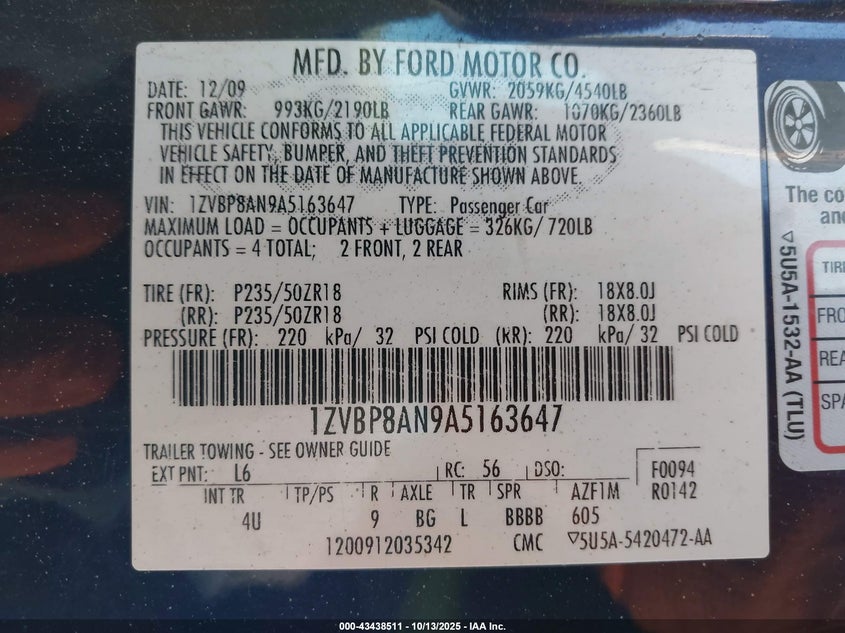 MFD. BY FORD MOTOR CO.
DATE: 12/09 GVWR: 2059KG/4540LB
FRONT GAWR: 993KG/2190LB REAR GAWR: 1070KG/2360LB
THIS VEHICLE CONFORMS TO ALL APPLICABLE FEDERAL MOTOR
VEHICLE SAFETY, BUMPER, AND THEFT PREVENTION STANDARDS
IN EFFECT ON THE DATE OF MANUFACTURE SHOWN ABOVE.
VIN: 1ZVBP8AN9A5163647 TYPE: Passenger Car
MAXIMUM LOAD = OCCUPANTS + LUGGAGE = 326KG/ 720LB
OCCUPANTS = 4 TOTAL; 2 FRONT, 2 REAR
TIRE (FR): P235/50ZR18 RIMS (FR): 18X8.0J
(RR): P235/50ZR18 (RR): 18X8.0J
PRESSURE (FR): 220 kPa/ 32 PSI COLD (RR): 220 kPa/ 32 PSI COLD
1ZVBP8AN9A5163647
TRAILER TOWING - SEE OWNER GUIDE
EXT PNT: L6 RC: 56 DSO: F0094
INT TR TP/PS R AXLE TR SPR AZF1M R0142
4U 9 BG L BBBB 605
1200912035342 CMC ▽5U5A-5420472-AA
The co
and
▽5U5A-1532-AA (TLU)
TIRE
FRO
REA
SPA
000-43438511 - 10/13/2025 - IAA Inc.